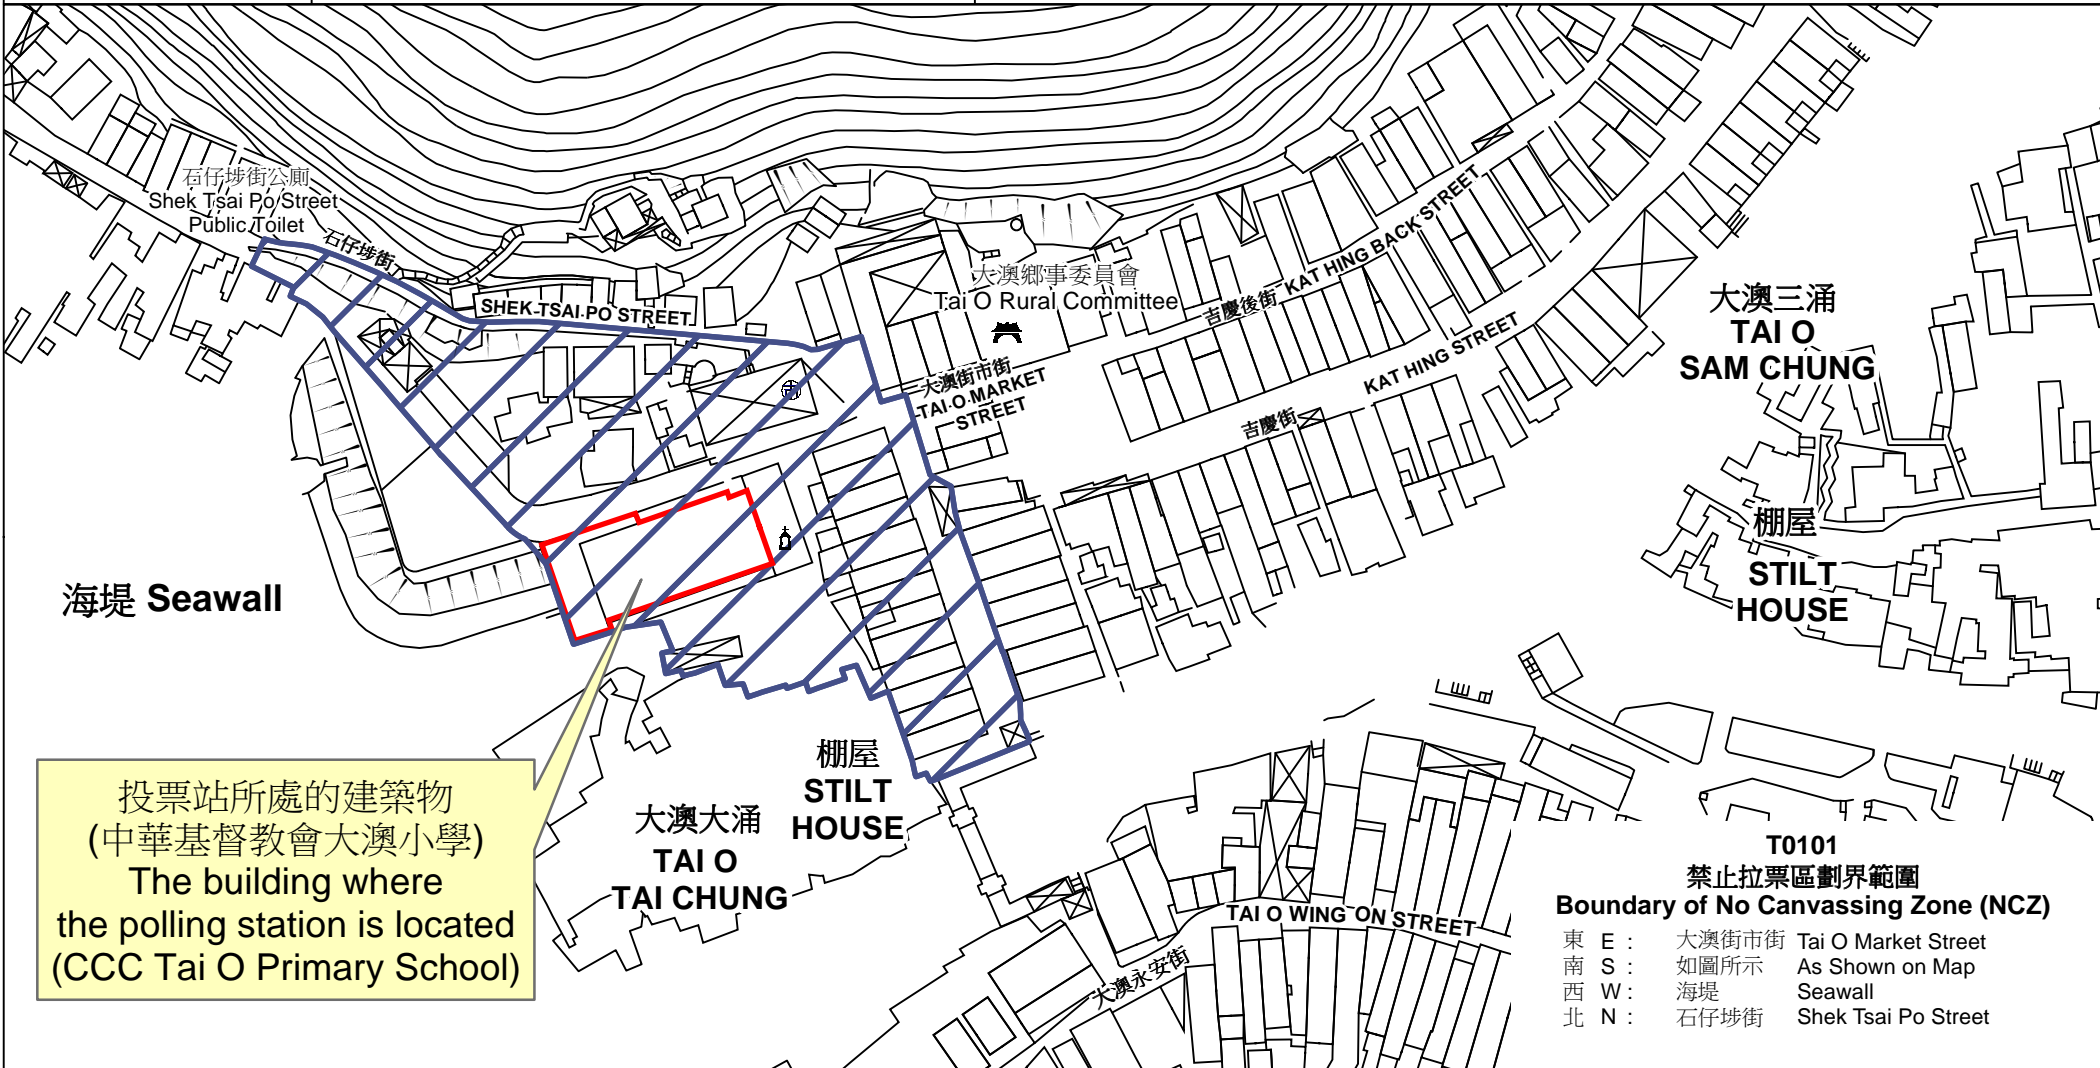 石仔埗街公廁
Shek Tsai Po Street
Public Toilet
石仔埗街
SHEK TSAI PO STREET
大澳鄉事委員會
Tai O Rural Committee
吉慶後街 KAT HING BACK STREET
大澳街市街
TAI O MARKET
STREET
吉慶街 KAT HING STREET
大澳三涌
TAI O
SAM CHUNG
棚屋
STILT
HOUSE
海堤 Seawall
投票站所處的建築物
(中華基督教會大澳小學)
The building where
the polling station is located
(CCC Tai O Primary School)
棚屋
STILT
HOUSE
大澳大涌
TAI O
TAI CHUNG
TAI O WING ON STREET
大澳永安街
T0101
禁止拉票區劃界範圍
Boundary of No Canvassing Zone (NCZ)
東 E : 大澳街市街 Tai O Market Street
南 S : 如圖所示 As Shown on Map
西 W : 海堤 Seawall
北 N : 石仔埗街 Shek Tsai Po Street